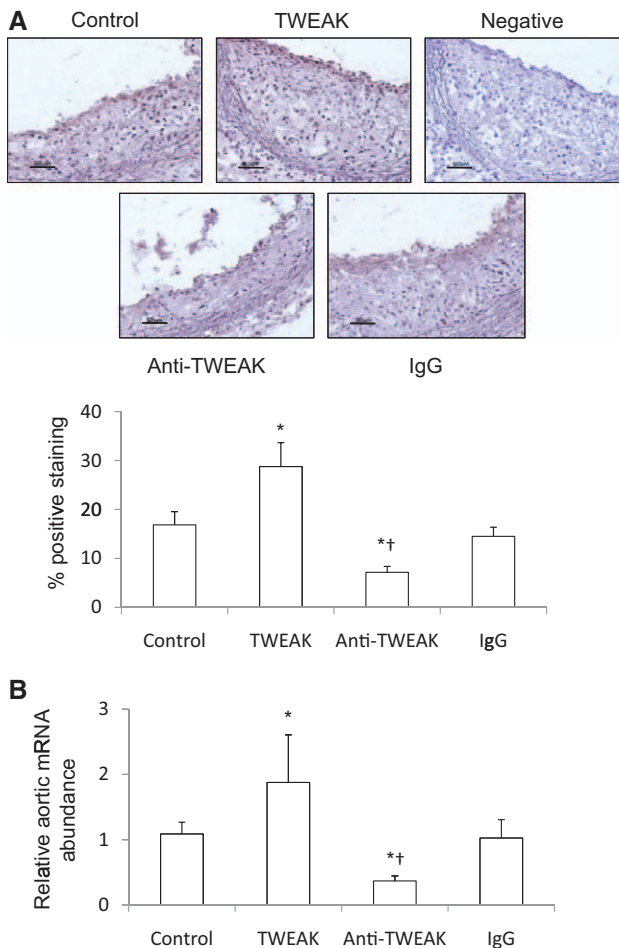 A
Control TWEAK Negative
Anti-TWEAK IgG
% positive staining
40
30
20
10
0
*
*†
Control TWEAK Anti-TWEAK IgG
B
Relative aortic mRNA
abundance
3
2
1
0
*
*†
Control TWEAK Anti-TWEAK IgG